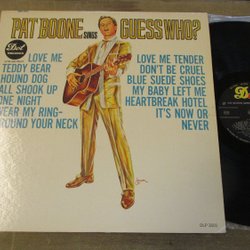 PAT BOONE SINGS GUESS WHO?
Dot
LOVE ME
TEDDY BEAR
HOUND DOG
ALL SHOOK UP
ONE NIGHT
WEAR MY RING-
AROUND YOUR NECK
LOVE ME TENDER
DON'T BE CRUEL
BLUE SUEDE SHOES
MY BABY LEFT ME
HEARTBREAK HOTEL
IT'S NOW OR
NEVER